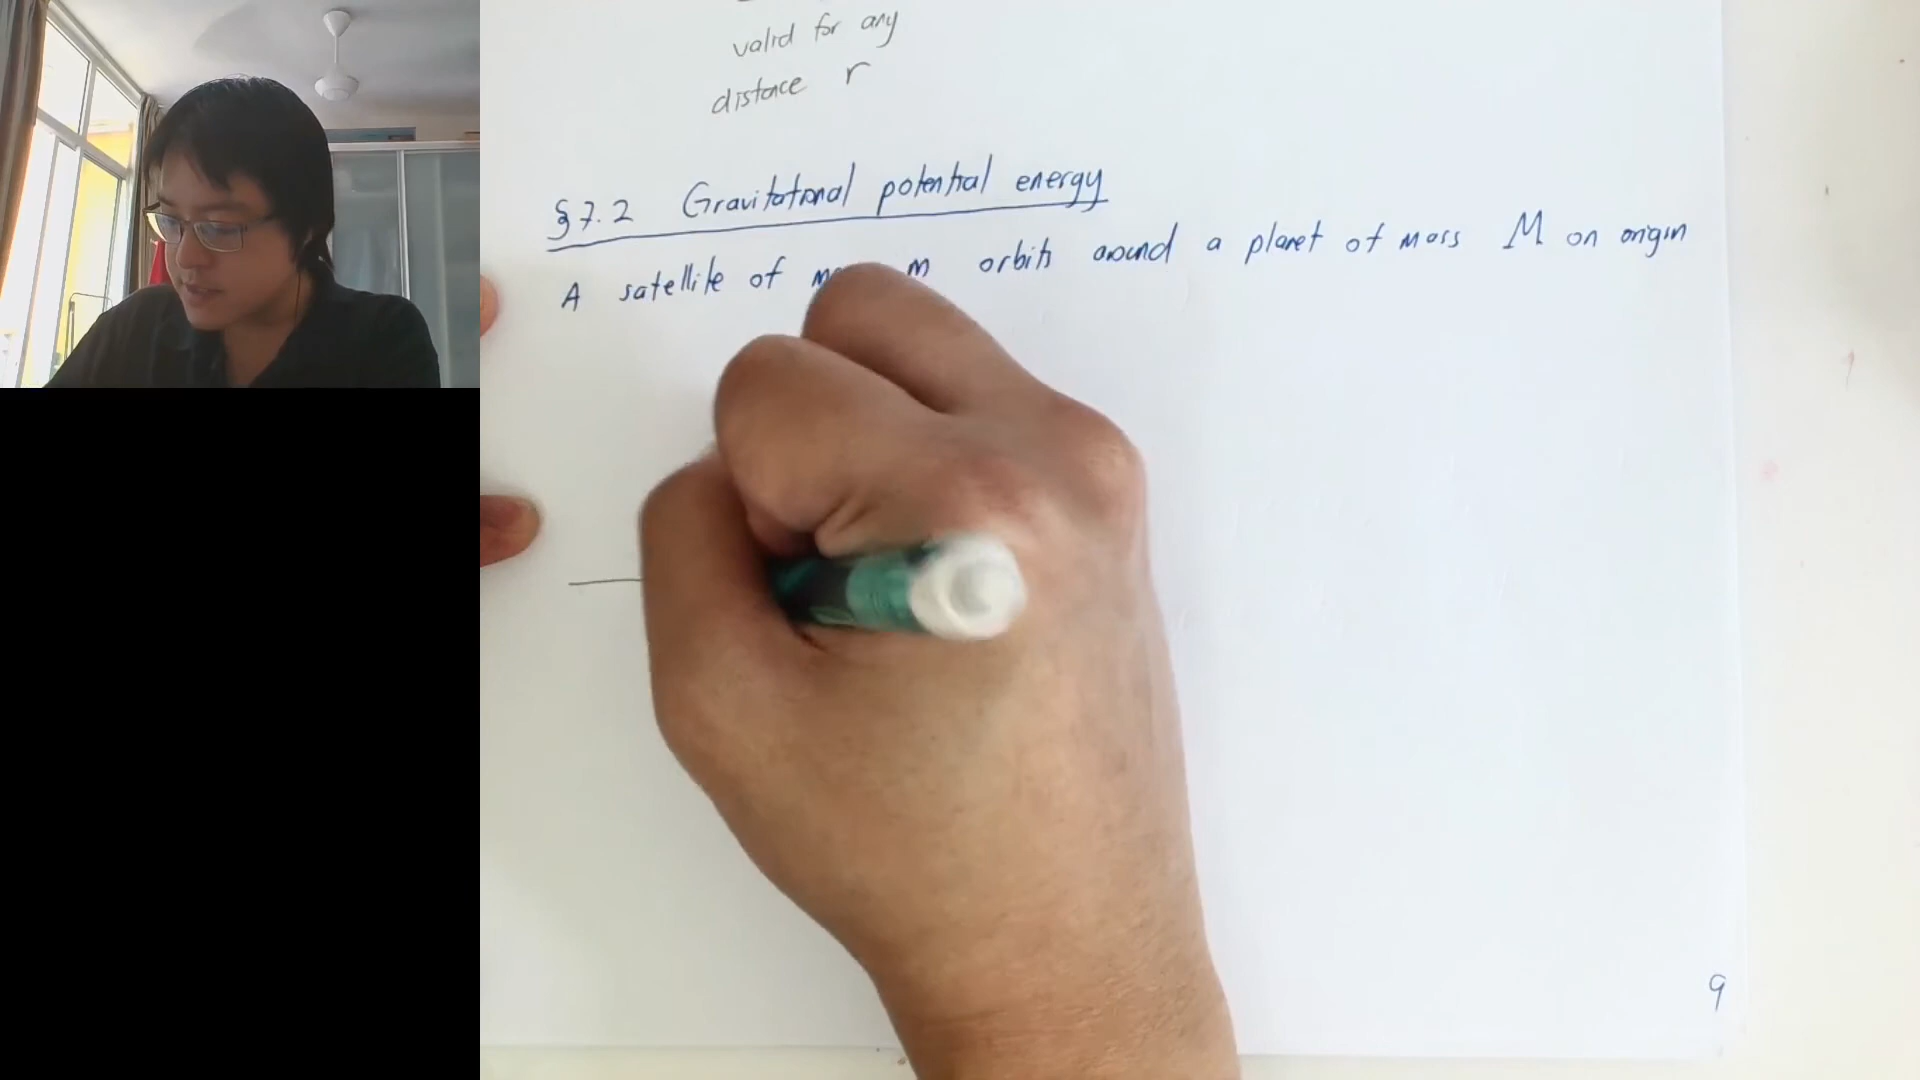 valid for any
distance r
§7.2 Gravitational potential energy
A satellite of m orbits around a planet of mass M on origin
9